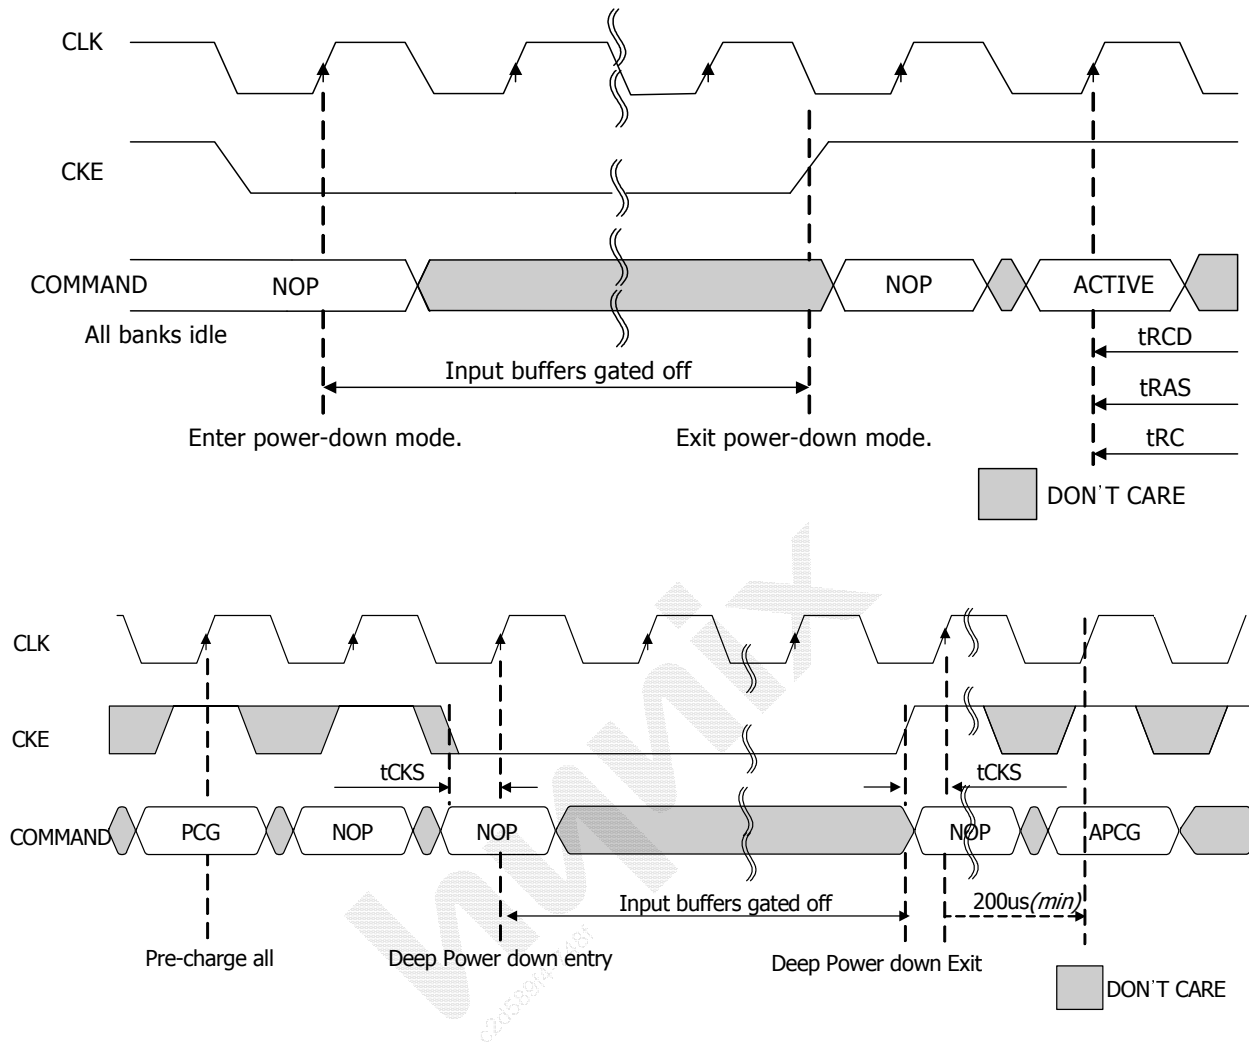 CLK
CKE
COMMAND NOP NOP ACTIVE
All banks idle
tRCD
Input buffers gated off
tRAS
Enter power-down mode. Exit power-down mode. tRC
DON'T CARE
CLK
CKE
tCKS tCKS
COMMAND PCG NOP NOP NOP APCG
Input buffers gated off 200us(min)
Pre-charge all Deep Power down entry Deep Power down Exit
DON'T CARE